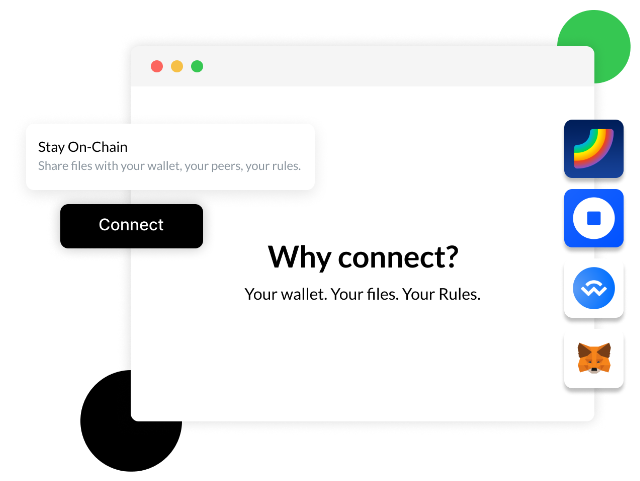 Stay On-Chain
Share files with your wallet, your peers, your rules.
Connect
Why connect?
Your wallet. Your files. Your Rules.